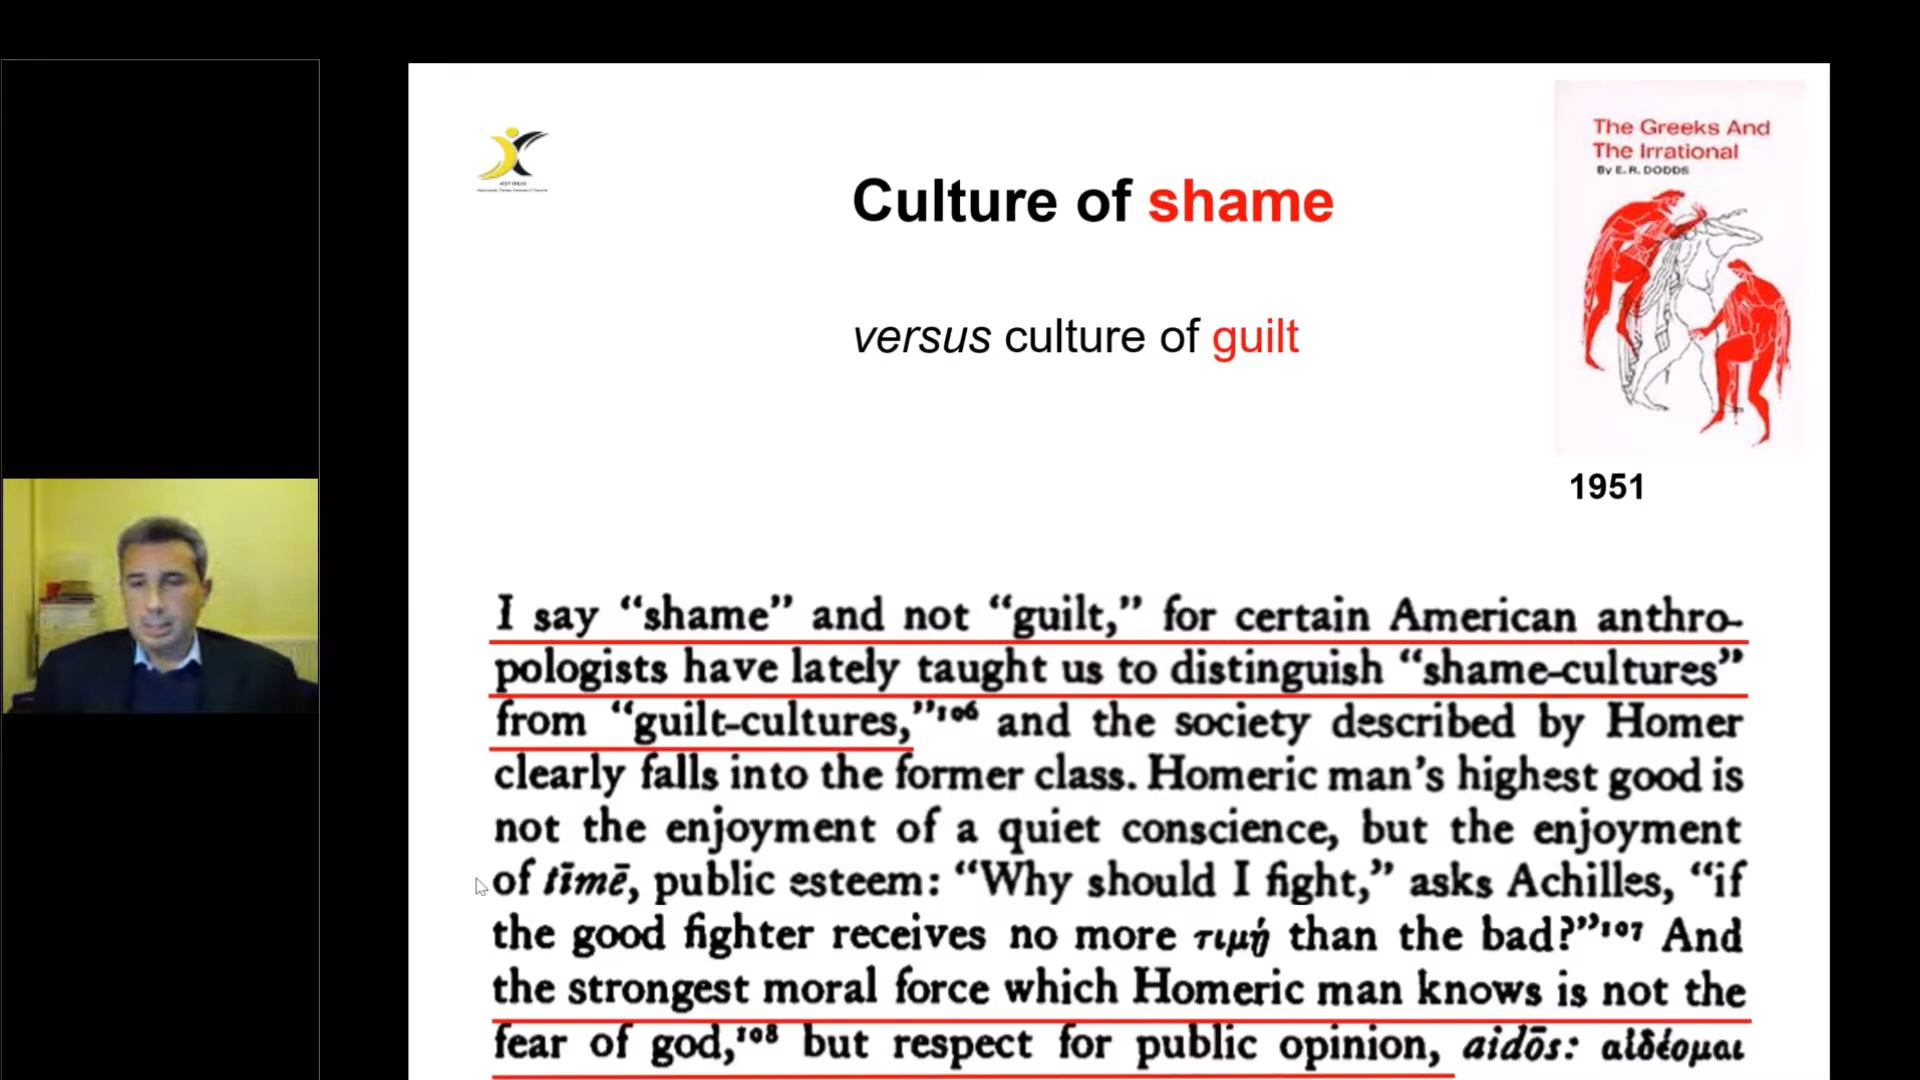 Culture of shame
versus culture of guilt
The Greeks And
The Irrational
By E. R. DODDS
1951
I say “shame” and not “guilt,” for certain American anthro-
pologists have lately taught us to distinguish “shame-cultures”
from “guilt-cultures,”¹⁰⁶ and the society described by Homer
clearly falls into the former class. Homeric man’s highest good is
not the enjoyment of a quiet conscience, but the enjoyment
of tīmē, public esteem: “Why should I fight,” asks Achilles, “if
the good fighter receives no more τιμή than the bad?”¹⁰⁷ And
the strongest moral force which Homeric man knows is not the
fear of god,¹⁰⁸ but respect for public opinion, aidōs: αἰδέομαι